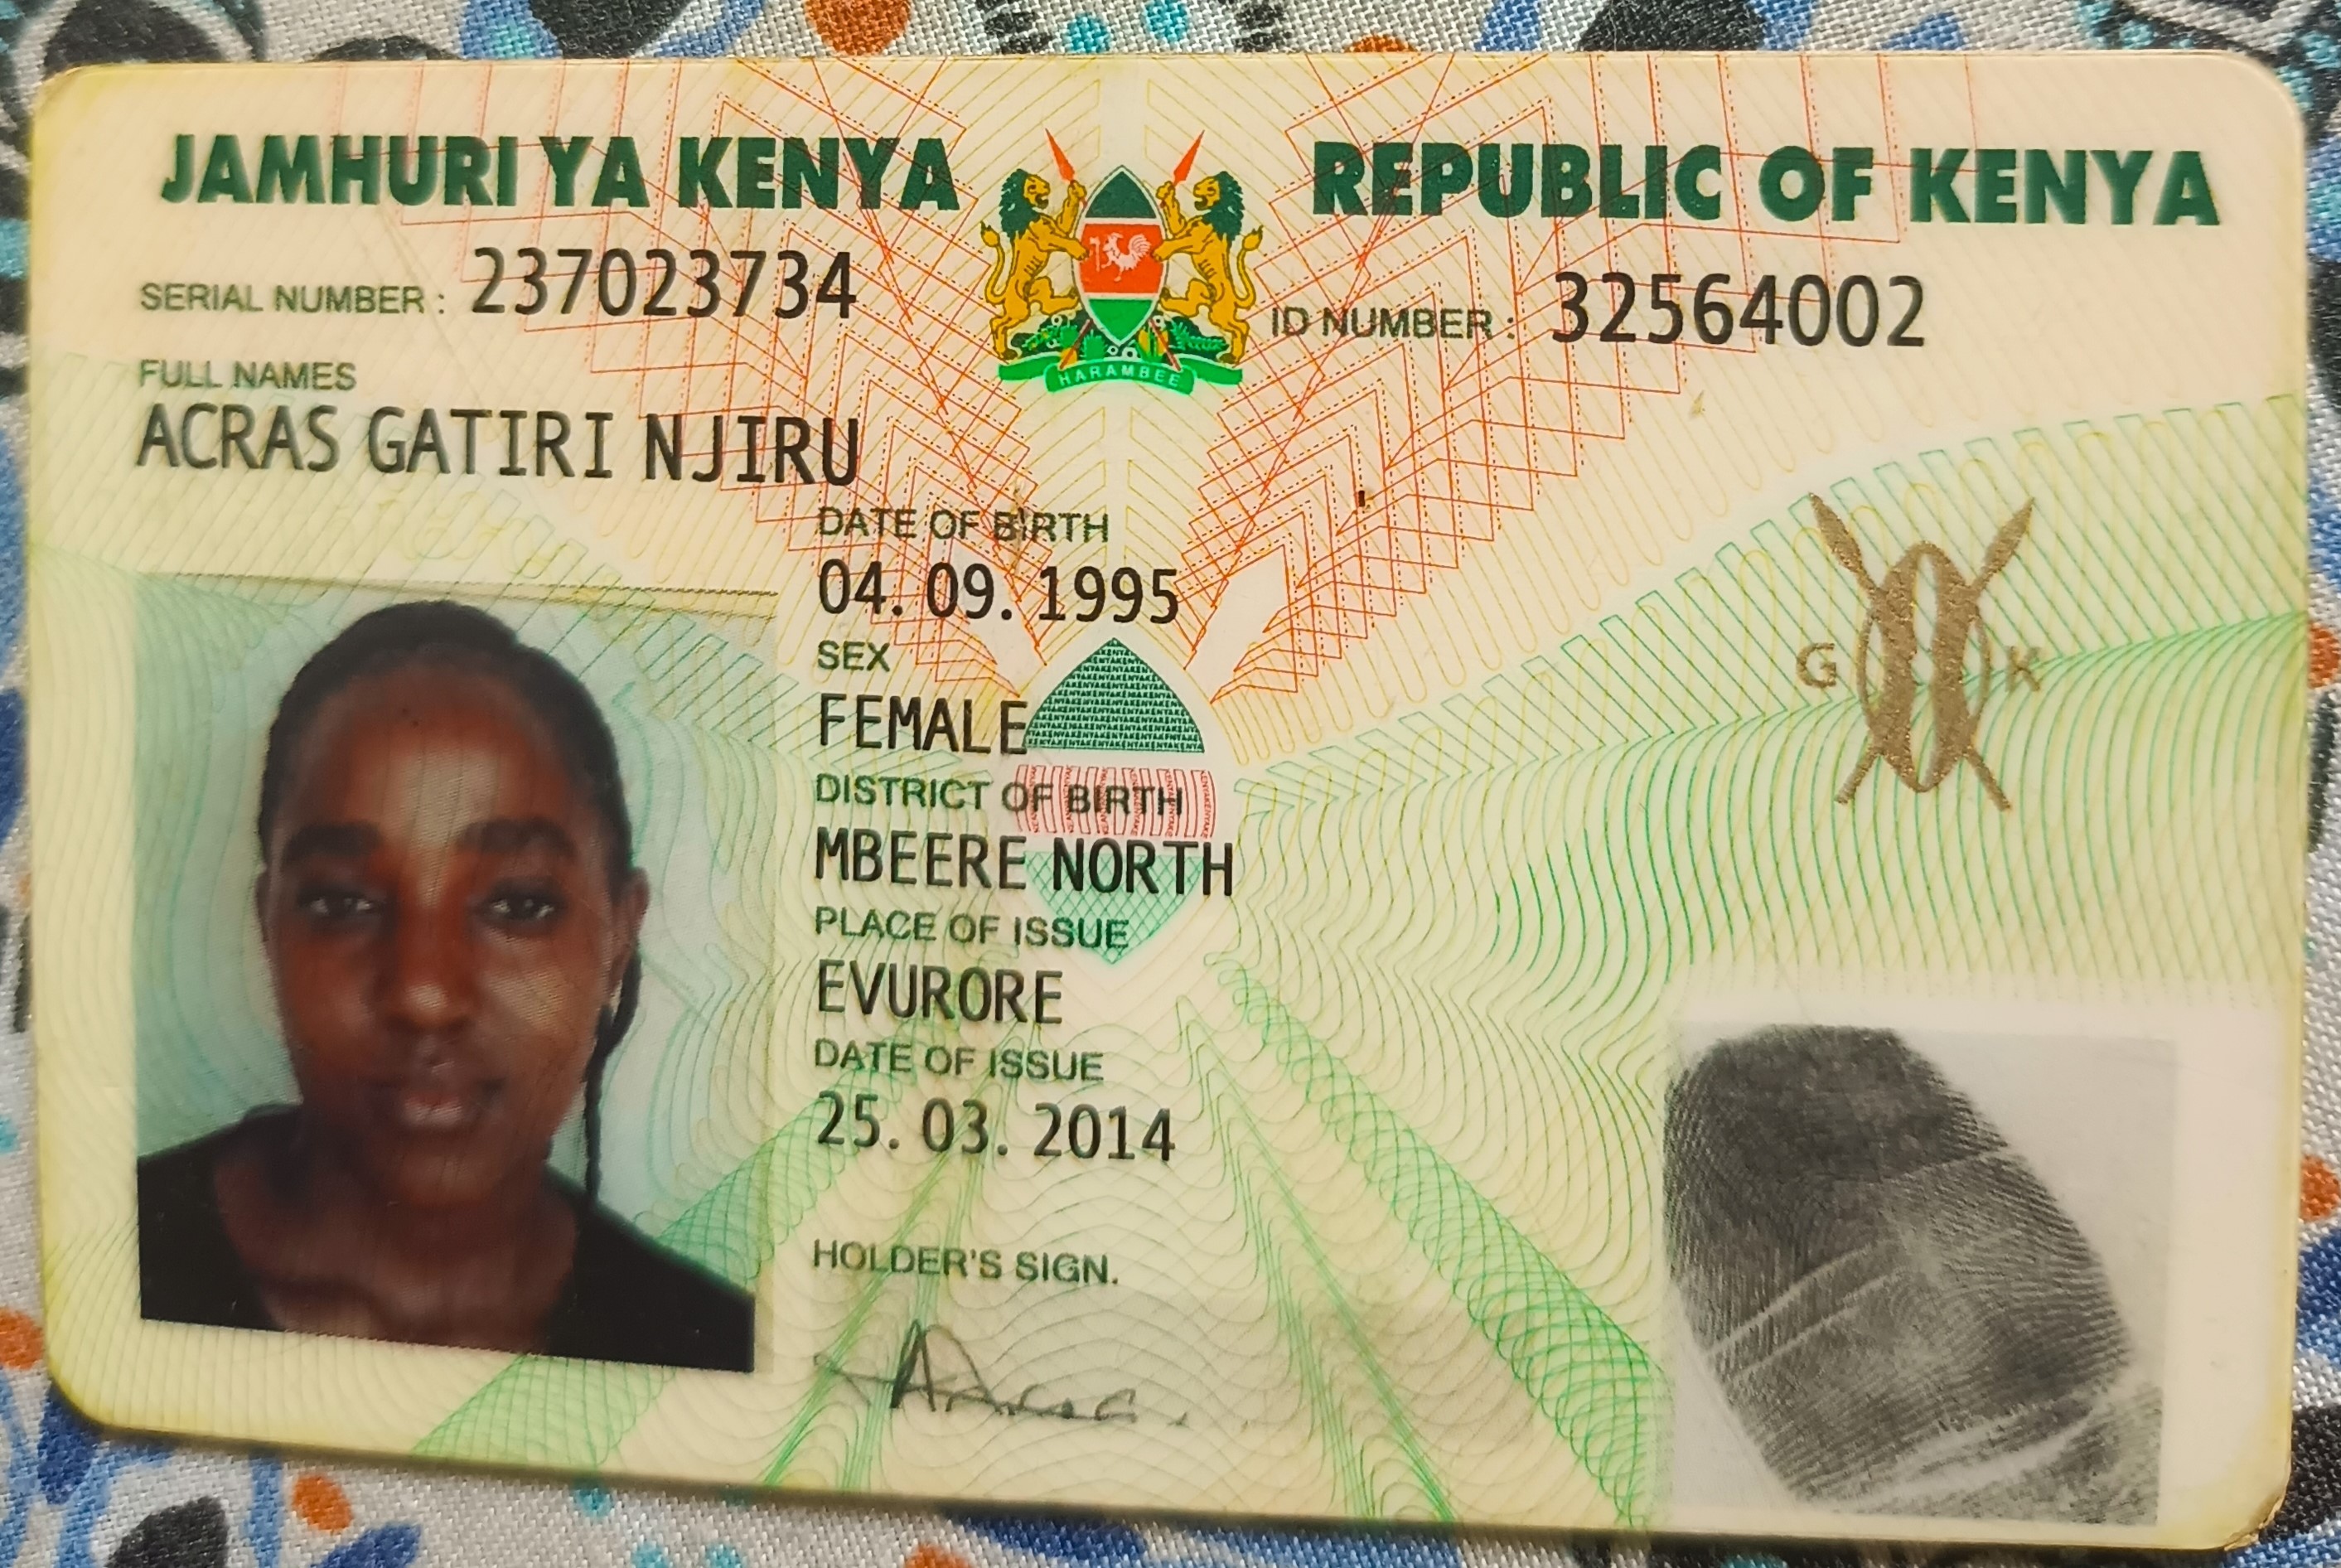 JAMHURI YA KENYA REPUBLIC OF KENYA
SERIAL NUMBER : 237023734 ID NUMBER : 32564002
HARAMBEE
FULL NAMES
ACRAS GATIRI NJIRU
DATE OF BIRTH
04. 09. 1995
SEX
FEMALE
G K
DISTRICT OF BIRTH
MBEERE NORTH
PLACE OF ISSUE
EVURORE
DATE OF ISSUE
25. 03. 2014
HOLDER'S SIGN.